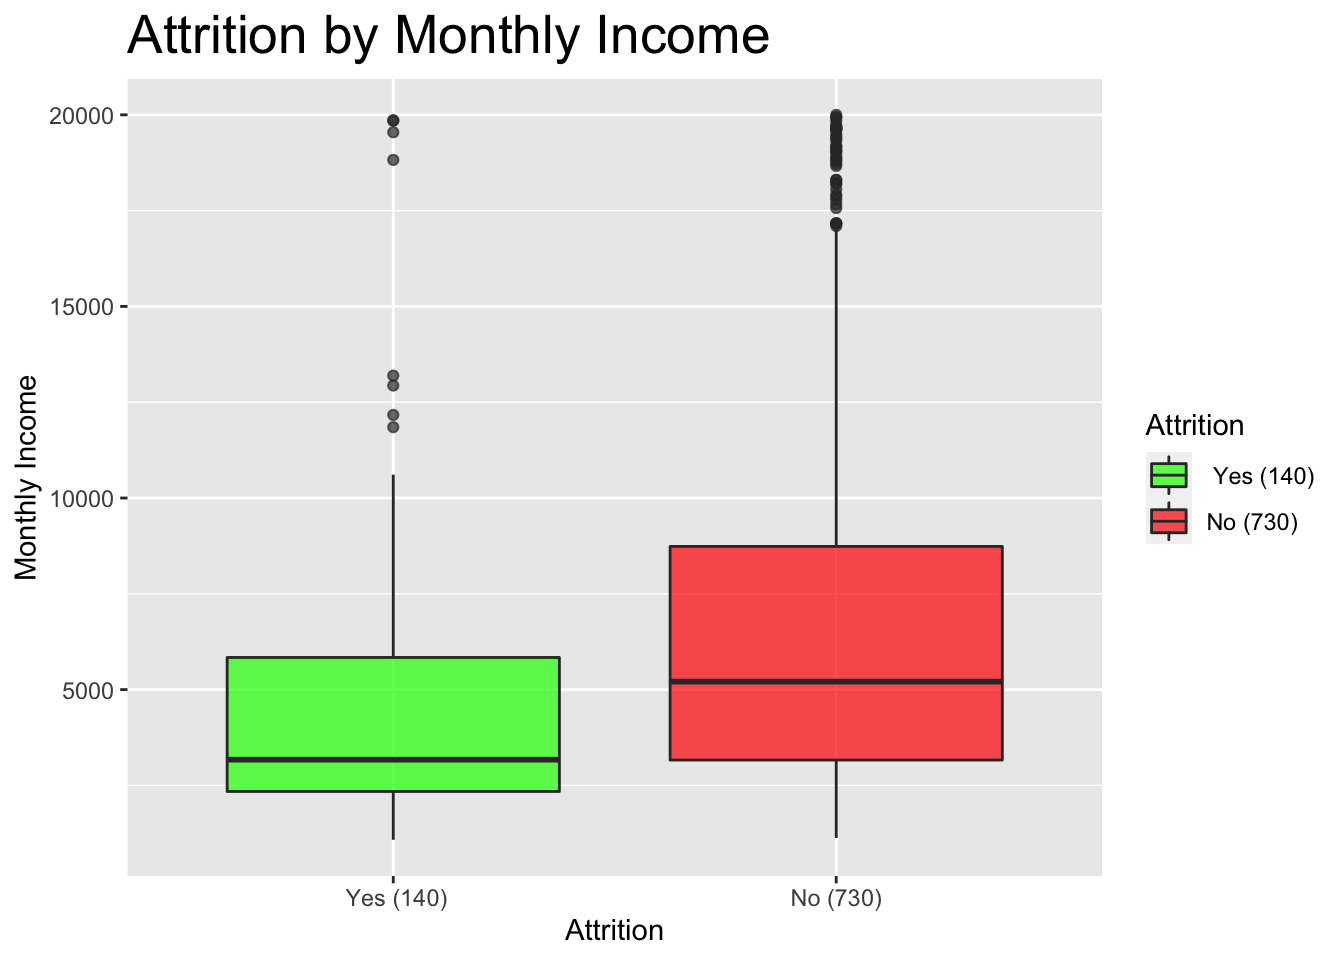 Attrition by Monthly Income
20000
15000
10000
5000
Monthly Income
Yes (140)
No (730)
Attrition
Attrition
Yes (140)
No (730)